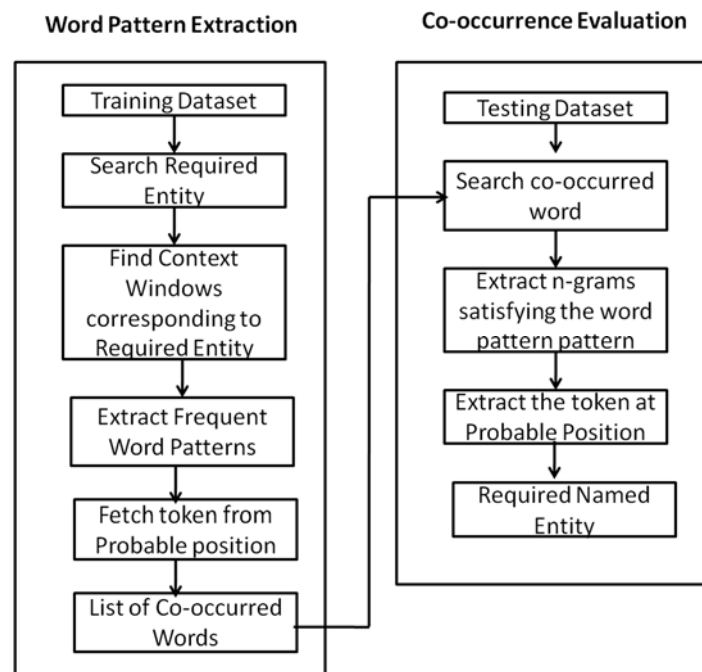 Word Pattern Extraction
Training Dataset
Search Required
Entity
Find Context
Windows
corresponding to
Required Entity
Extract Frequent
Word Patterns
Fetch token from
Probable position
List of Co-occurred
Words
Co-occurrence Evaluation
Testing Dataset
Search co-occurred
word
Extract n-grams
satisfying the word
pattern pattern
Extract the token at
Probable Position
Required Named
Entity